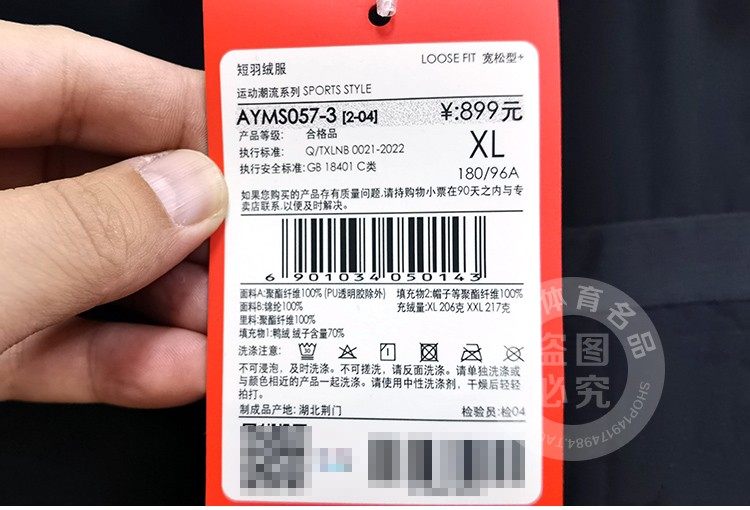 短羽绒服
LOOSE FIT 宽松型+
运动潮流系列 SPORTS STYLE
AYMS057-3 [2-04] ¥:899元
产品等级: 合格品
XL
执行标准: Q/TXLNB 0021-2022
180/96A
执行安全标准: GB 18401 C类
如果您购买的产品存有质量问题,请持购物小票在90天之内与专
卖店联系,以便及时解决。
6 901034 050143
面料A:聚酯纤维100% (PU透明胶除外)
面料B:锦纶100%
里料:聚酯纤维100%
填充物1:鸭绒 绒子含量70%
填充物2:帽子等聚酯纤维100%
充绒量:XL 206克 XXL 217克
洗涤注意:
不可浸泡，及时洗涤。不可搓洗，请反面洗涤。请单独洗涤或
与颜色相近的产品一起洗涤。请使用中性洗涤剂，干燥后轻轻
拍打。
制成品产地: 湖北荆门
检验员:检04
体育名品
盗图
必究
SHOP149174984.TA